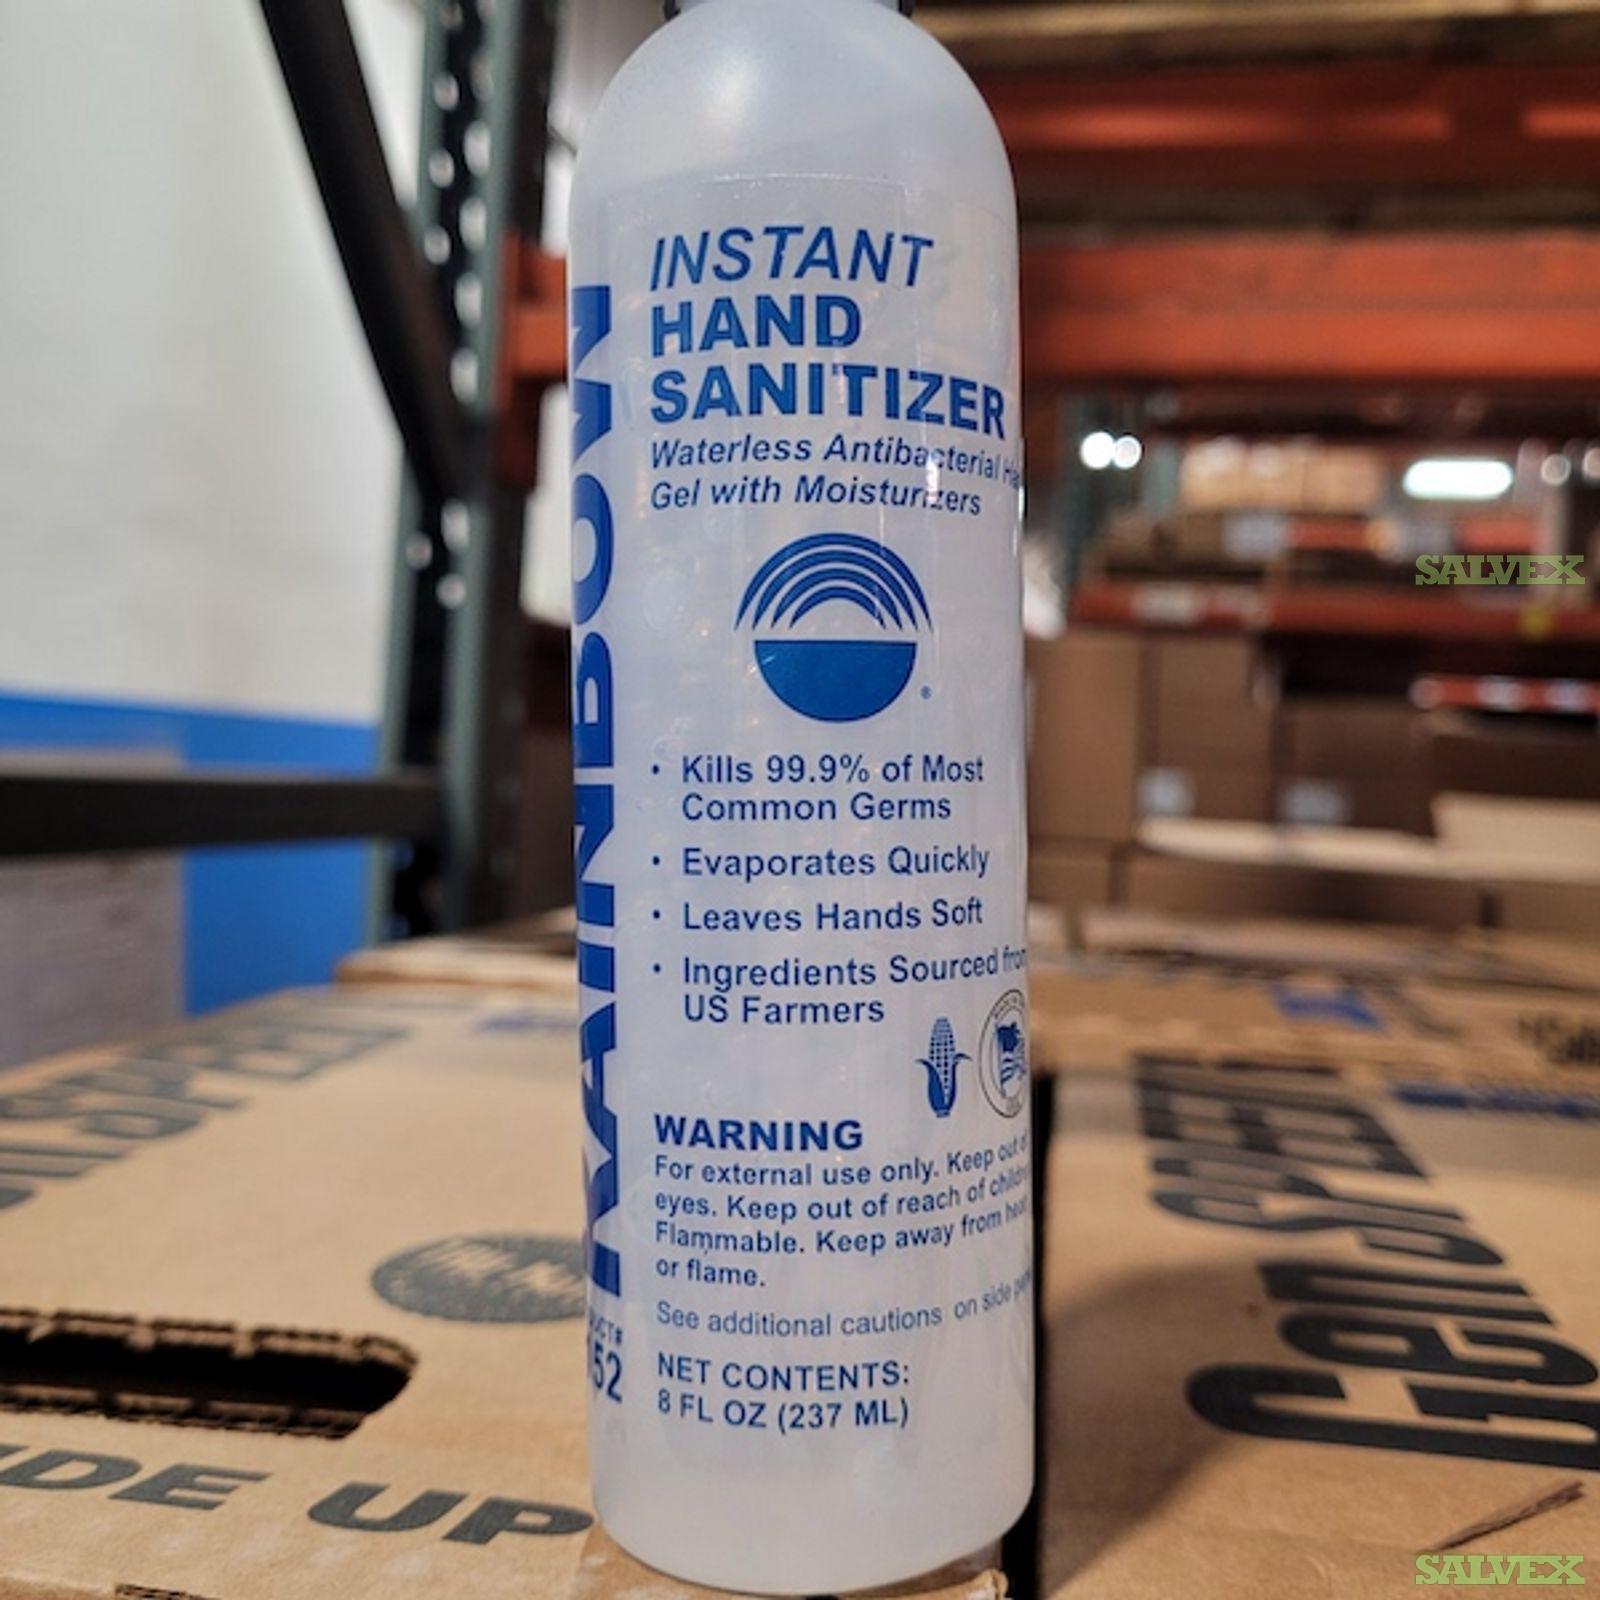 RAINBOW
INSTANT
HAND
SANITIZER
Waterless Antibacterial
Gel with Moisturizers
®
• Kills 99.9% of Most
Common Germs
• Evaporates Quickly
• Leaves Hands Soft
• Ingredients Sourced from
US Farmers
WARNING
For external use only. Keep out of
eyes. Keep out of reach of
Flammable. Keep away from
or flame.
See additional cautions on side
NET CONTENTS:
8 FL OZ (237 ML)
UP
SALVEX
SALVEX